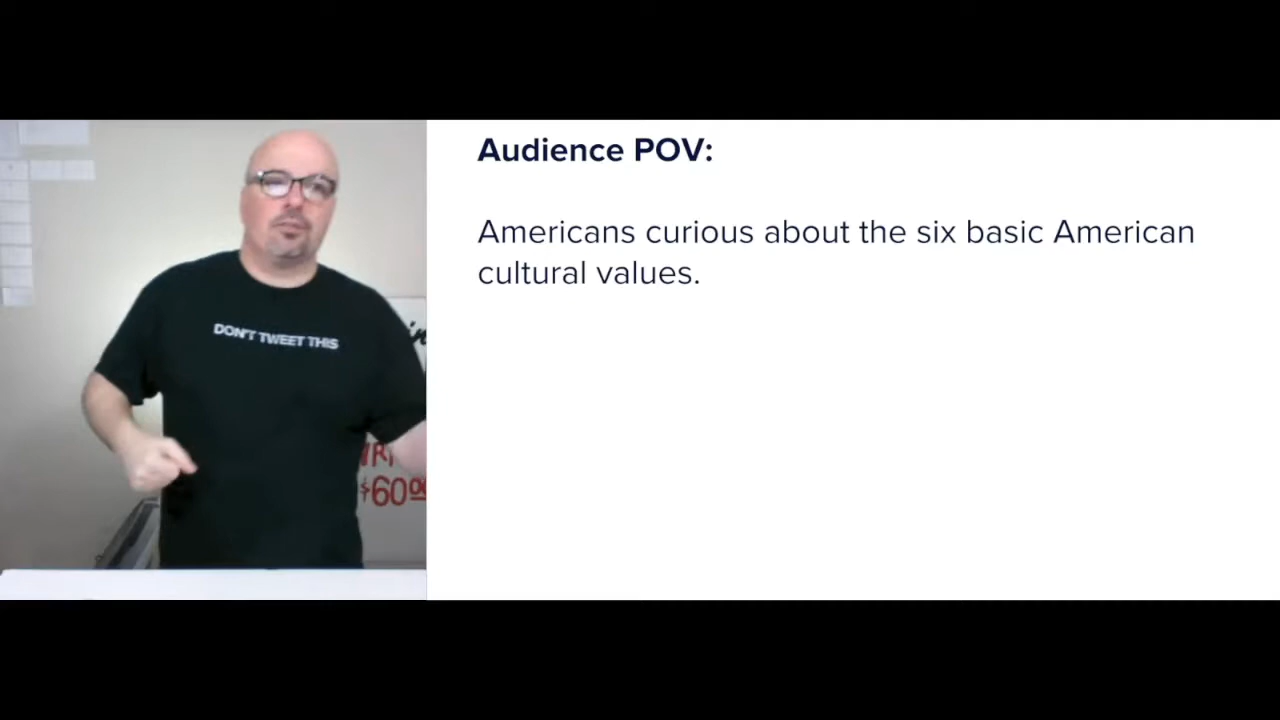 Audience POV:
Americans curious about the six basic American
cultural values.
DON'T TWEET THIS
$60